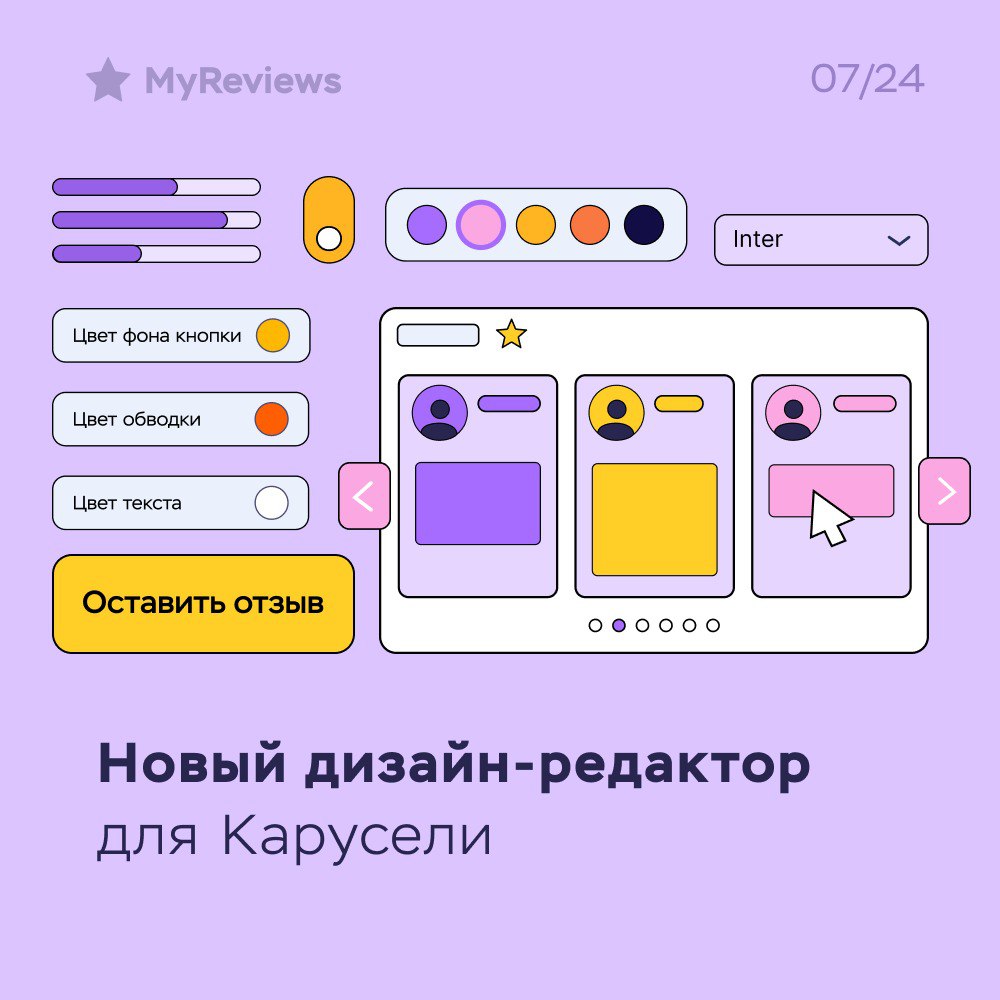 MyReviews
07/24
Inter
Цвет фона кнопки
Цвет обводки
Цвет текста
Оставить отзыв
Новый дизайн-редактор
для Карусели